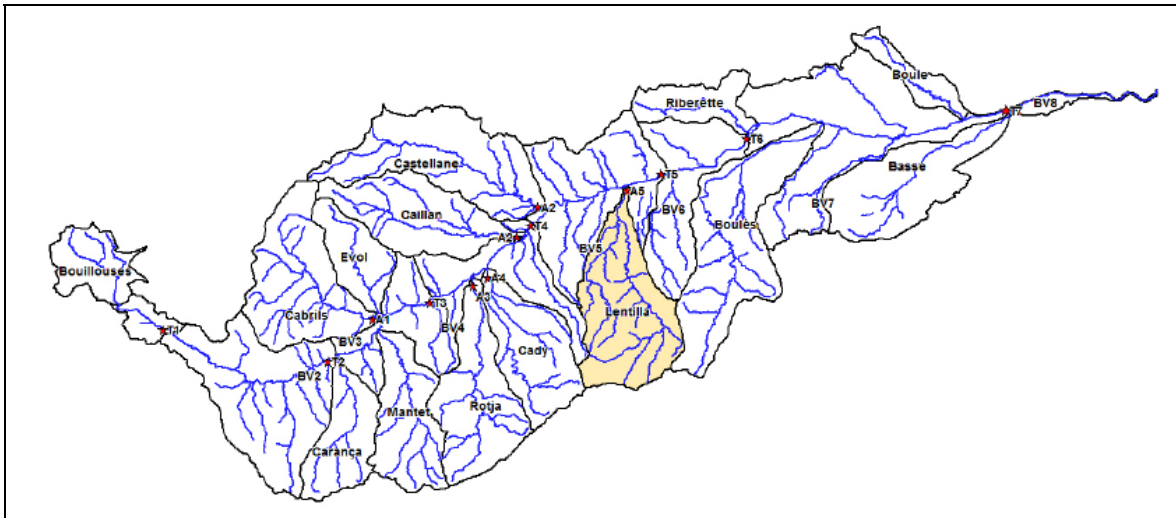 Boule
BV8
T7
Riberêtte
T6
Basse
Castellane
T5
A5
BV6
Boulès
BV7
Caillan
A2
T4
A2
BV5
Bouillouses
Evol
A4
A3
T3
Lentilla
Cabrils
A1
T1
BV4
BV3
T2
Cady
BV2
Mantet
Rotja
Carança